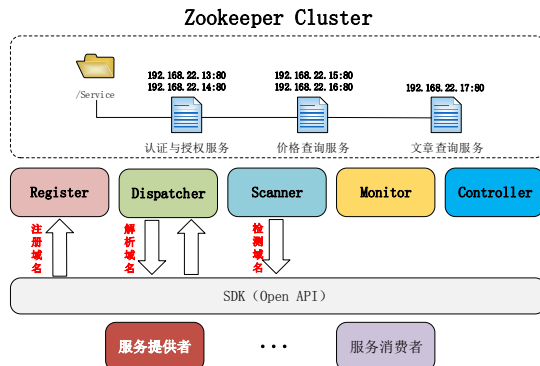 Zookeeper Cluster
/Service
192.168.22.13:80
192.168.22.14:80
192.168.22.15:80
192.168.22.16:80
192.168.22.17:80
认证与授权服务
价格查询服务
文章查询服务
Register
Dispatcher
Scanner
Monitor
Controller
注册域名
解析域名
检测域名
SDK（Open API）
服务提供者
...
服务消费者